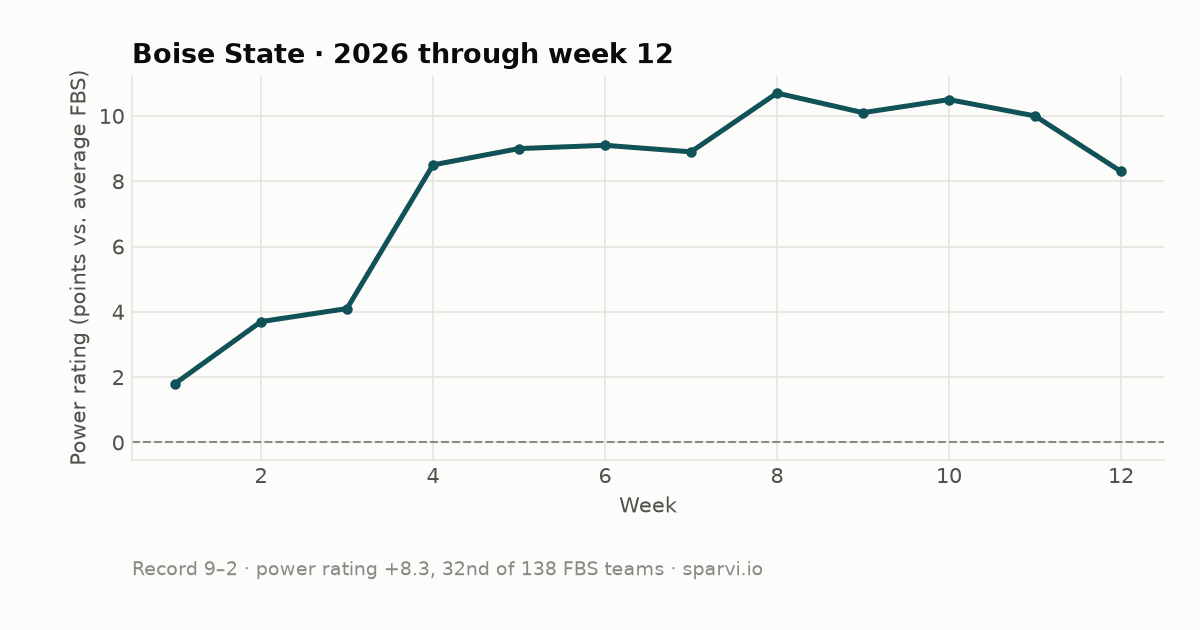 Boise State · 2026 through week 12
Power rating (points vs. average FBS)
10
8
6
4
2
0
2 4 6 8 10 12
Week
Record 9–2 · power rating +8.3, 32nd of 138 FBS teams · sparvi.io